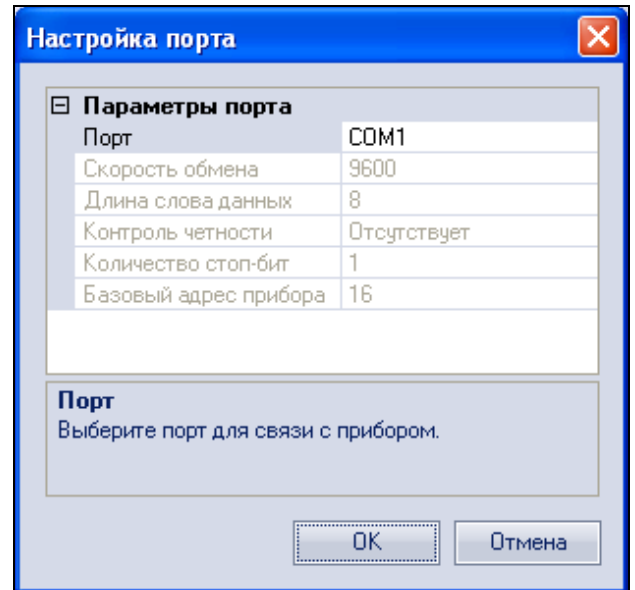 Настройка порта
Параметры порта
Порт COM1
Скорость обмена 9600
Длина слова данных 8
Контроль четности Отсутствует
Количество стоп-бит 1
Базовый адрес прибора 16
Порт
Выберите порт для связи с прибором.
OK Отмена